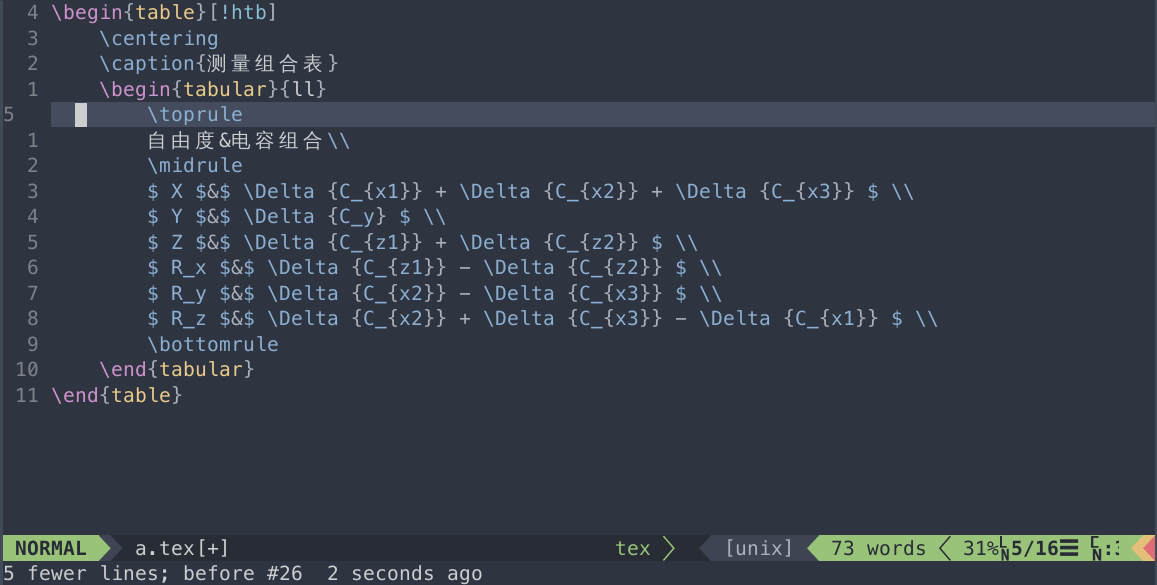 4 \begin{table}[!htb]
3     \centering
2     \caption{测量组合表}
1     \begin{tabular}{ll}
5         \toprule
1         自由度&电容组合\\
2         \midrule
3         $ X $&$ \Delta {C_{x1}} + \Delta {C_{x2}} + \Delta {C_{x3}} $ \\
4         $ Y $&$ \Delta {C_y} $ \\
5         $ Z $&$ \Delta {C_{z1}} + \Delta {C_{z2}} $ \\
6         $ R_x $&$ \Delta {C_{z1}} - \Delta {C_{z2}} $ \\
7         $ R_y $&$ \Delta {C_{x2}} - \Delta {C_{x3}} $ \\
8         $ R_z $&$ \Delta {C_{x2}} + \Delta {C_{x3}} - \Delta {C_{x1}} $ \\
9         \bottomrule
10     \end{tabular}
11 \end{table}
NORMAL a.tex[+] tex [unix] 73 words 31% LN 5/16☰
5 fewer lines; before #26  2 seconds ago